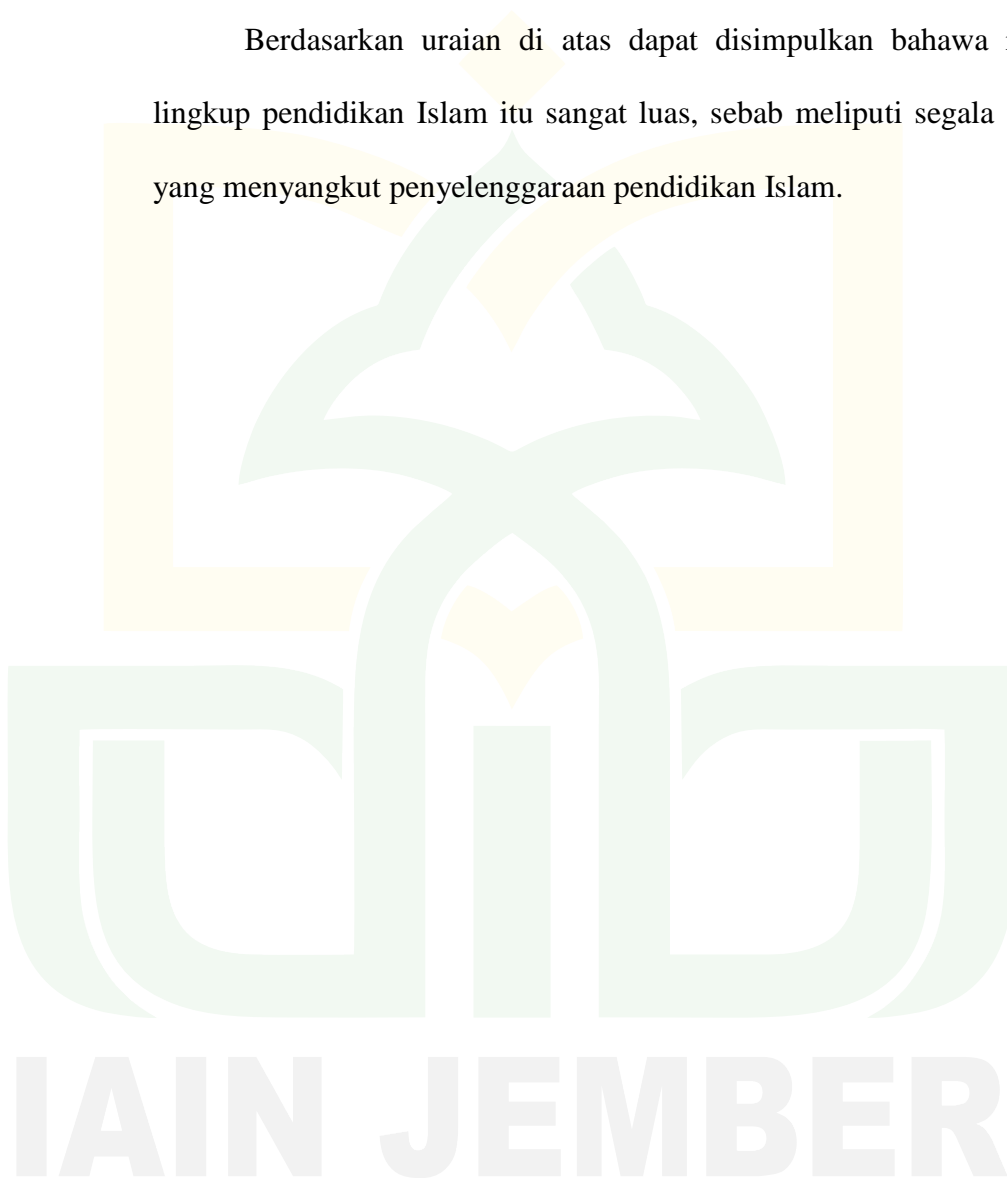 Berdasarkan uraian di atas dapat disimpulkan bahawa
lingkup pendidikan Islam itu sangat luas, sebab meliputi segala
yang menyangkut penyelenggaraan pendidikan Islam.
IAIN JEMBER